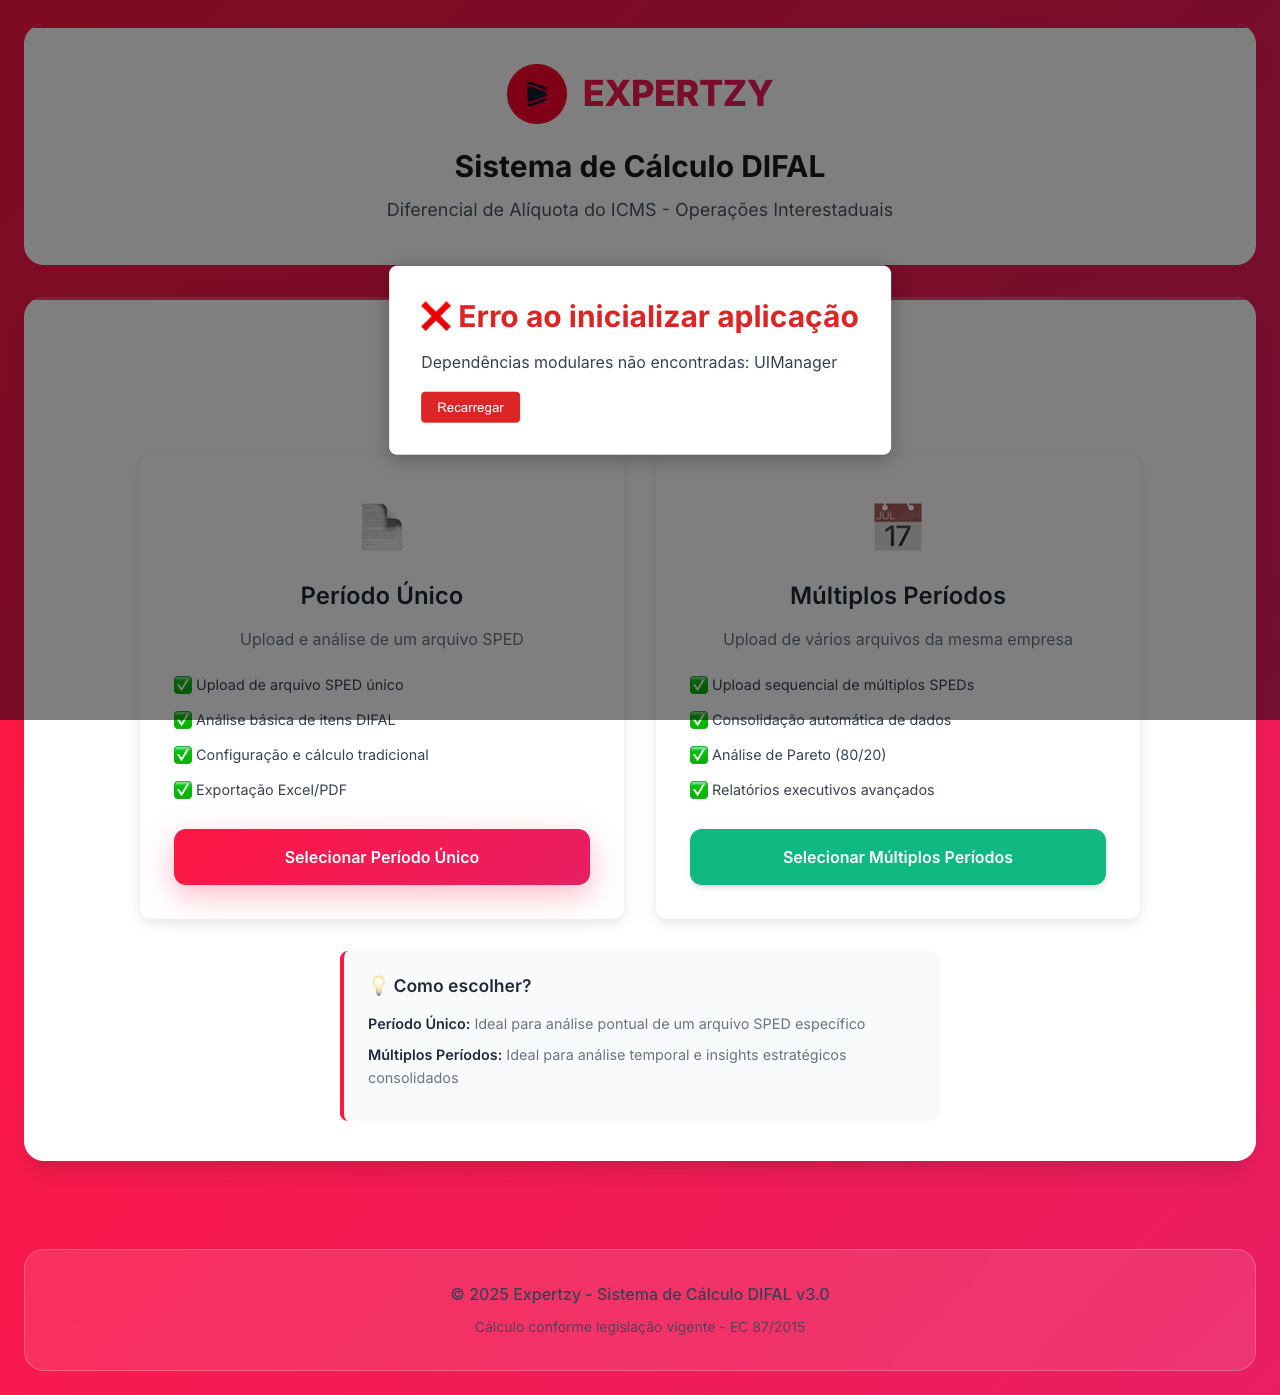 EXPERTZY
Sistema de Cálculo DIFAL
Diferencial de Alíquota do ICMS - Operações Interestaduais
❌ Erro ao inicializar aplicação
Dependências modulares não encontradas: UIManager
Recarregar
JUL
17
Período Único
Upload e análise de um arquivo SPED
✅ Upload de arquivo SPED único
✅ Análise básica de itens DIFAL
✅ Configuração e cálculo tradicional
✅ Exportação Excel/PDF
Selecionar Período Único
Múltiplos Períodos
Upload de vários arquivos da mesma empresa
✅ Upload sequencial de múltiplos SPEDs
✅ Consolidação automática de dados
✅ Análise de Pareto (80/20)
✅ Relatórios executivos avançados
Selecionar Múltiplos Períodos
💡 Como escolher?
Período Único: Ideal para análise pontual de um arquivo SPED específico
Múltiplos Períodos: Ideal para análise temporal e insights estratégicos
consolidados
© 2025 Expertzy - Sistema de Cálculo DIFAL v3.0
Cálculo conforme legislação vigente - EC 87/2015